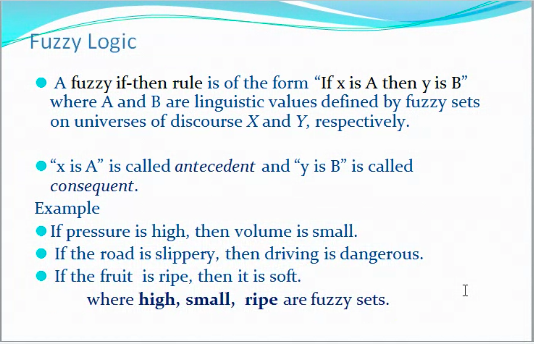 Fuzzy Logic
A fuzzy if-then rule is of the form “If x is A then y is B”
where A and B are linguistic values defined by fuzzy sets
on universes of discourse X and Y, respectively.
“x is A” is called antecedent and “y is B” is called
consequent.
Example
If pressure is high, then volume is small.
If the road is slippery, then driving is dangerous.
If the fruit is ripe, then it is soft.
where high, small, ripe are fuzzy sets.